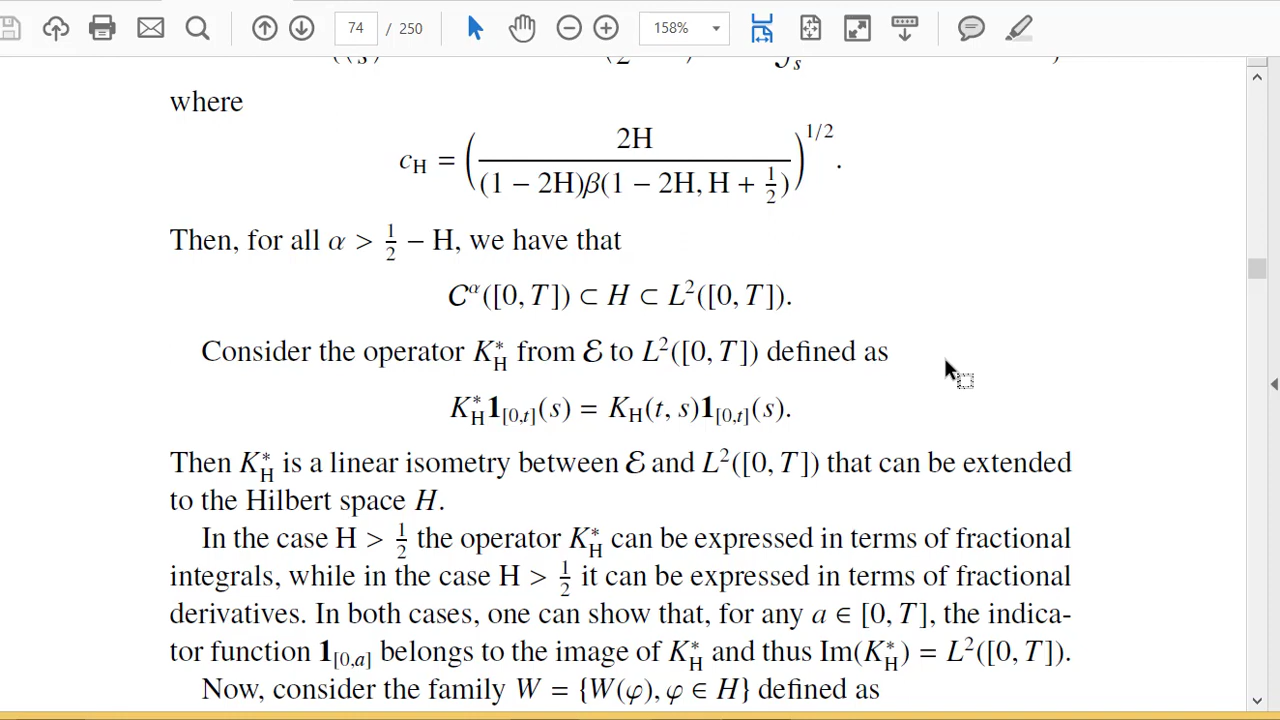 74 / 250 158%
where
c_H = ( 2H / (1 − 2H)β(1 − 2H, H + 1/2) )^{1/2}.
Then, for all α > 1/2 − H, we have that
C^α([0, T]) ⊂ H ⊂ L²([0, T]).
Consider the operator K*_H from ℰ to L²([0, T]) defined as
K*_H 1_{[0,t]}(s) = K_H(t, s)1_{[0,t]}(s).
Then K*_H is a linear isometry between ℰ and L²([0, T]) that can be extended
to the Hilbert space H.
In the case H > 1/2 the operator K*_H can be expressed in terms of fractional
integrals, while in the case H > 1/2 it can be expressed in terms of fractional
derivatives. In both cases, one can show that, for any a ∈ [0, T], the indica-
tor function 1_{[0,a]} belongs to the image of K*_H and thus Im(K*_H) = L²([0, T]).
Now, consider the family W = {W(φ), φ ∈ H} defined as